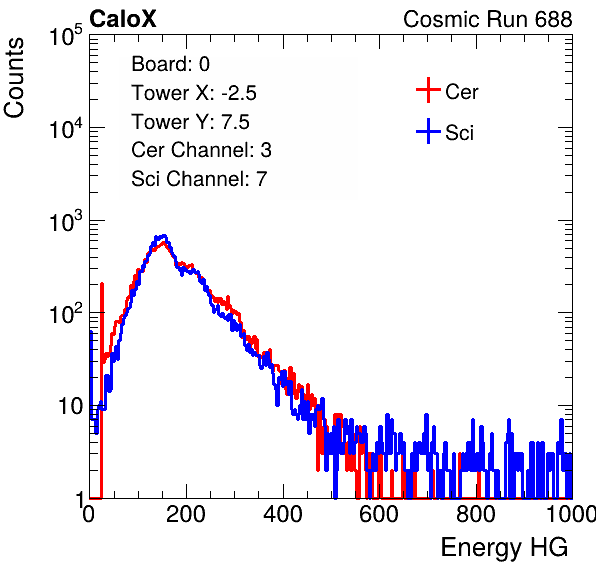 CaloX Cosmic Run 688
Counts
10^5
10^4
10^3
10^2
10
1
Board: 0
Tower X: -2.5
Tower Y: 7.5
Cer Channel: 3
Sci Channel: 7
Cer
Sci
0 200 400 600 800 1000
Energy HG